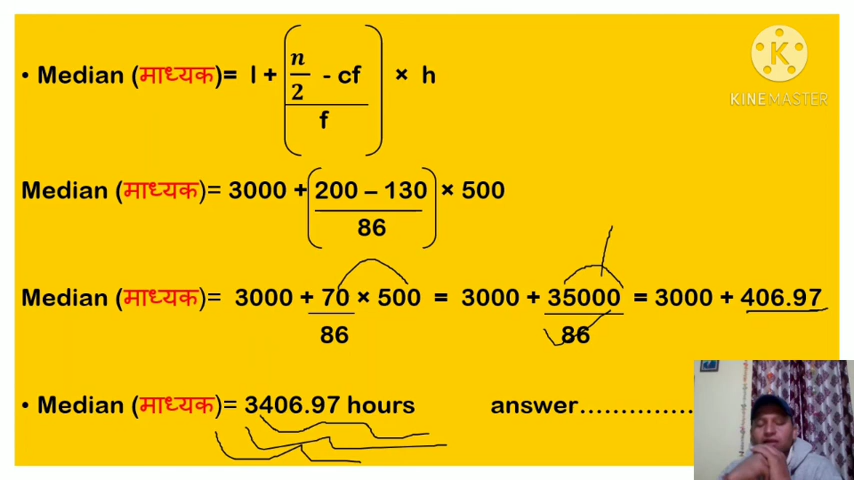 • Median (माध्यक)= l + (n/2 - cf / f) × h
KINEMASTER
Median (माध्यक)= 3000 + (200 – 130 / 86) × 500
Median (माध्यक)= 3000 + 70/86 × 500 = 3000 + 35000/86 = 3000 + 406.97
• Median (माध्यक)= 3406.97 hours answer……………